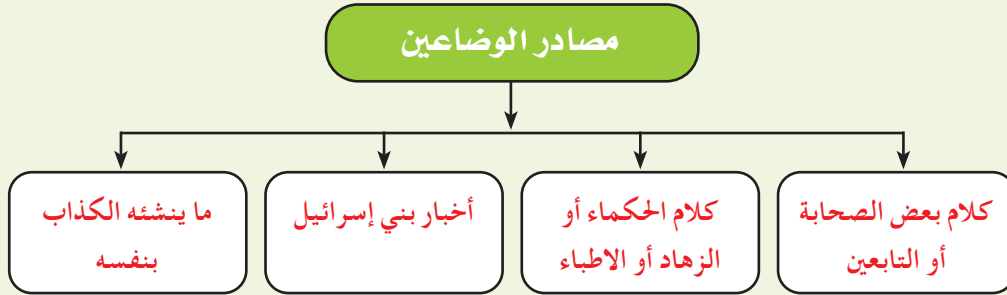 مصادر الوضاعين
كلام بعض الصحابة
أو التابعين
كلام الحكماء أو
الزهاد أو الاطباء
أخبار بني إسرائيل
ما ينشئه الكذاب
بنفسه